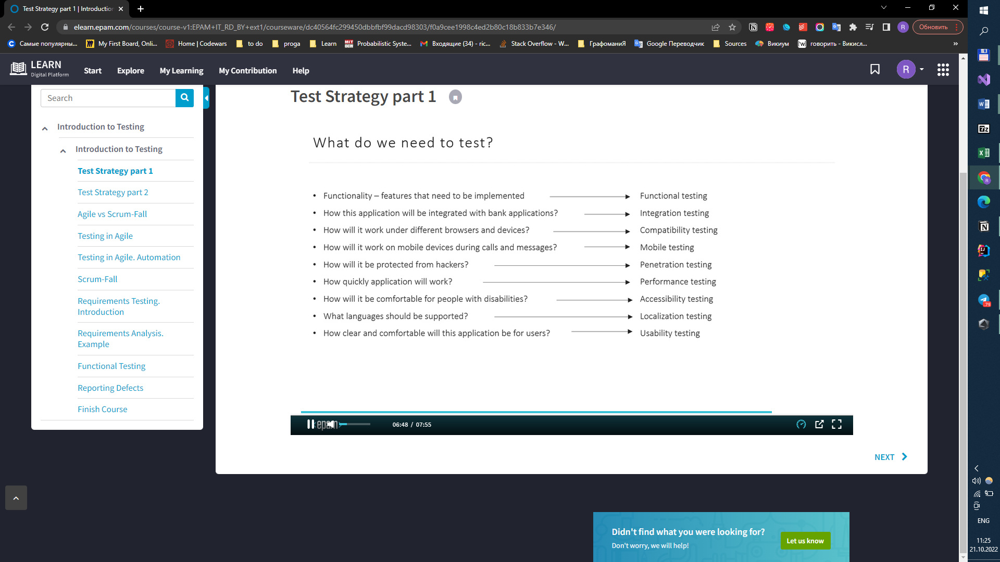 Test Strategy part 1 | Introduction
elearn.epam.com/courses/course-v1:EPAM+IT_RD_BY+ext1/courseware/dc40564fc299450dbbfbf99dacd98303/f0a9cee1998c4ed2b80c18b833b7e346/
R
Обновить
Самые популярны...
My First Board, Onli...
Home | Codewars
to do
proga
Learn
MIT OCW
Probabilistic Syste...
Входящие (34) - ric...
Stack Overflow - W...
ГрафоманиЯ
Google Переводчик
Sources
Викиум
говорить - Викисл...
LEARN
Digital Platform
Start
Explore
My Learning
My Contribution
Help
R
Search
Introduction to Testing
Introduction to Testing
Test Strategy part 1
Test Strategy part 2
Agile vs Scrum-Fall
Testing in Agile
Testing in Agile. Automation
Scrum-Fall
Requirements Testing.
Introduction
Requirements Analysis.
Example
Functional Testing
Reporting Defects
Finish Course
Test Strategy part 1
What do we need to test?
• Functionality – features that need to be implemented Functional testing
• How this application will be integrated with bank applications? Integration testing
• How will it work under different browsers and devices? Compatibility testing
• How will it work on mobile devices during calls and messages? Mobile testing
• How will it be protected from hackers? Penetration testing
• How quickly application will work? Performance testing
• How will it be comfortable for people with disabilities? Accessibility testing
• What languages should be supported? Localization testing
• How clear and comfortable will this application be for users? Usability testing
epam
06:48 / 07:55
NEXT
Didn't find what you were looking for?
Don't worry, we will help!
Let us know
7z
79
ENG
11:25
21.10.2022